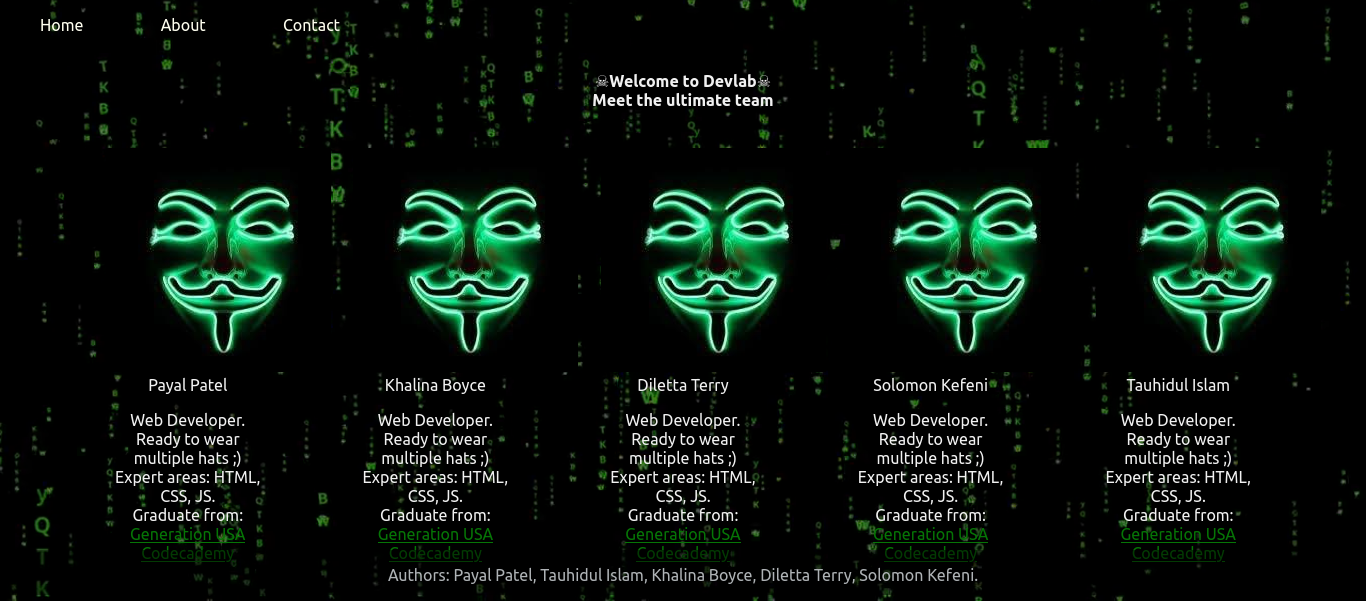 Home About Contact
☠Welcome to Devlab☠
Meet the ultimate team
Payal Patel
Web Developer.
Ready to wear
multiple hats ;)
Expert areas: HTML,
CSS, JS.
Graduate from:
Generation USA
Codecademy
Khalina Boyce
Web Developer.
Ready to wear
multiple hats ;)
Expert areas: HTML,
CSS, JS.
Graduate from:
Generation USA
Codecademy
Diletta Terry
Web Developer.
Ready to wear
multiple hats ;)
Expert areas: HTML,
CSS, JS.
Graduate from:
Generation USA
Codecademy
Solomon Kefeni
Web Developer.
Ready to wear
multiple hats ;)
Expert areas: HTML,
CSS, JS.
Graduate from:
Generation USA
Codecademy
Tauhidul Islam
Web Developer.
Ready to wear
multiple hats ;)
Expert areas: HTML,
CSS, JS.
Graduate from:
Generation USA
Codecademy
Authors: Payal Patel, Tauhidul Islam, Khalina Boyce, Diletta Terry, Solomon Kefeni.